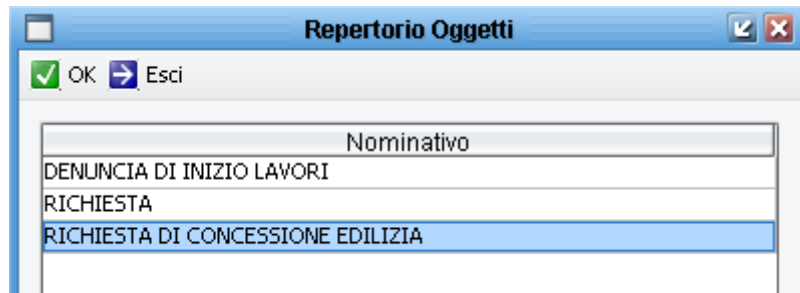 Repertorio Oggetti
OK Esci
Nominativo
DENUNCIA DI INIZIO LAVORI
RICHIESTA
RICHIESTA DI CONCESSIONE EDILIZIA